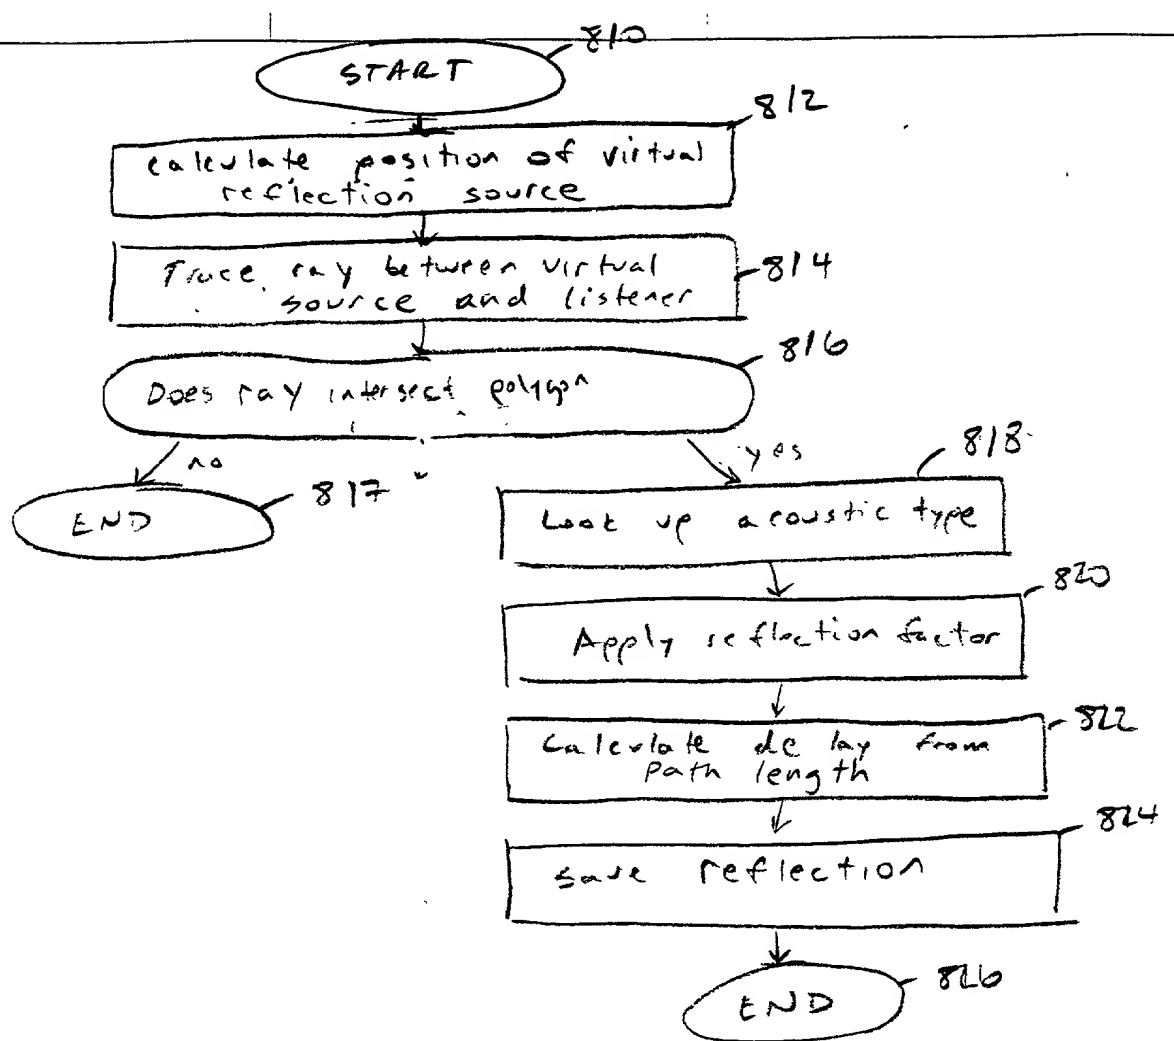 810
START
812
calculate position of virtual
reflection source
814
Trace ray between virtual
source and listener
816
Does ray intersect polygon
no
yes
817
END
818
Look up acoustic type
820
Apply reflection factor
822
Calculate delay from
path length
824
save reflection
826
END